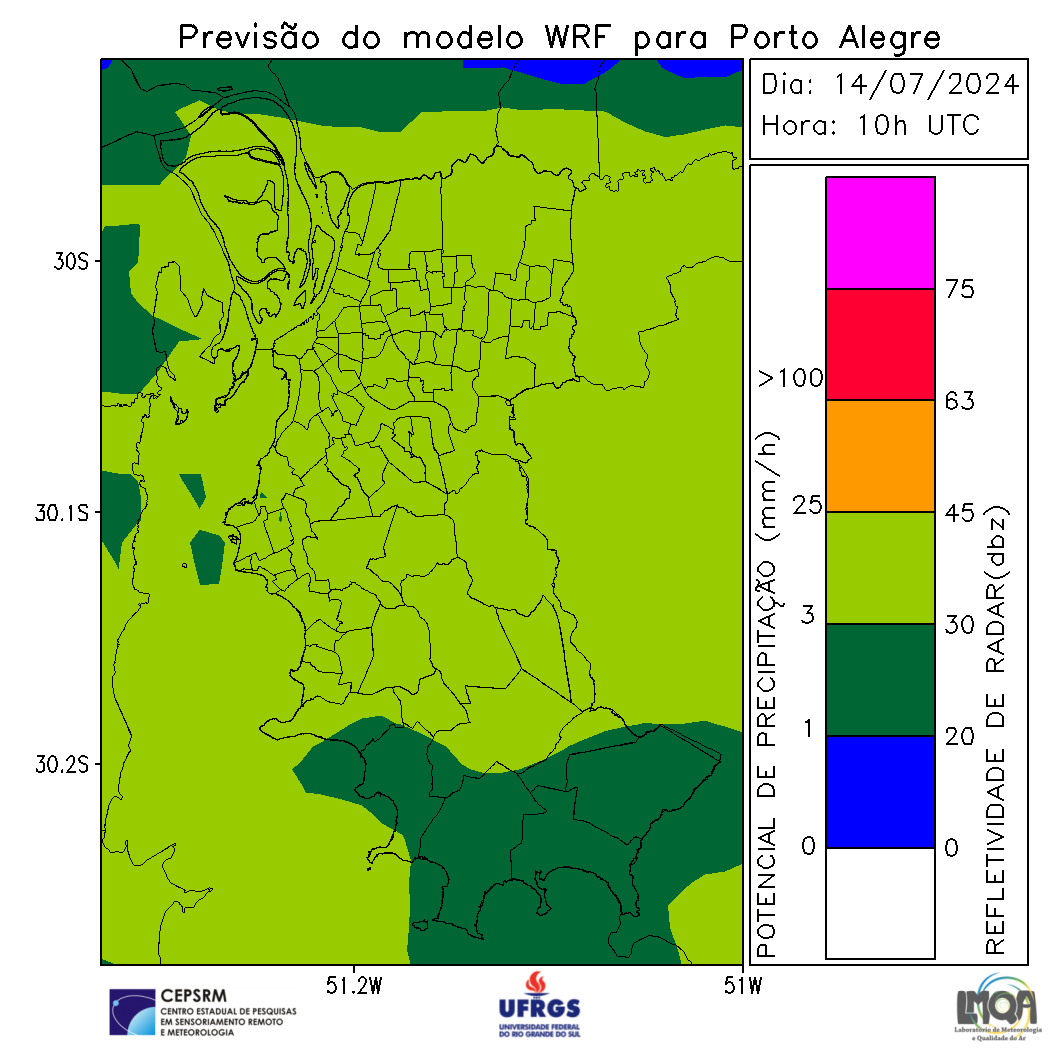 Previsão do modelo WRF para Porto Alegre
Dia: 14/07/2024
Hora: 10h UTC
30S
30.1S
30.2S
51.2W
51W
POTENCIAL DE PRECIPITAÇÃO (mm/h)
>100
25
3
1
0
75
63
45
30
20
0
REFLETIVIDADE DE RADAR(dbz)
CEPSRM
CENTRO ESTADUAL DE PESQUISAS
EM SENSORIAMENTO REMOTO
E METEOROLOGIA
UFRGS
UNIVERSIDADE FEDERAL
DO RIO GRANDE DO SUL
LMQA
Laboratório de Meteorologia
e Qualidade do Ar